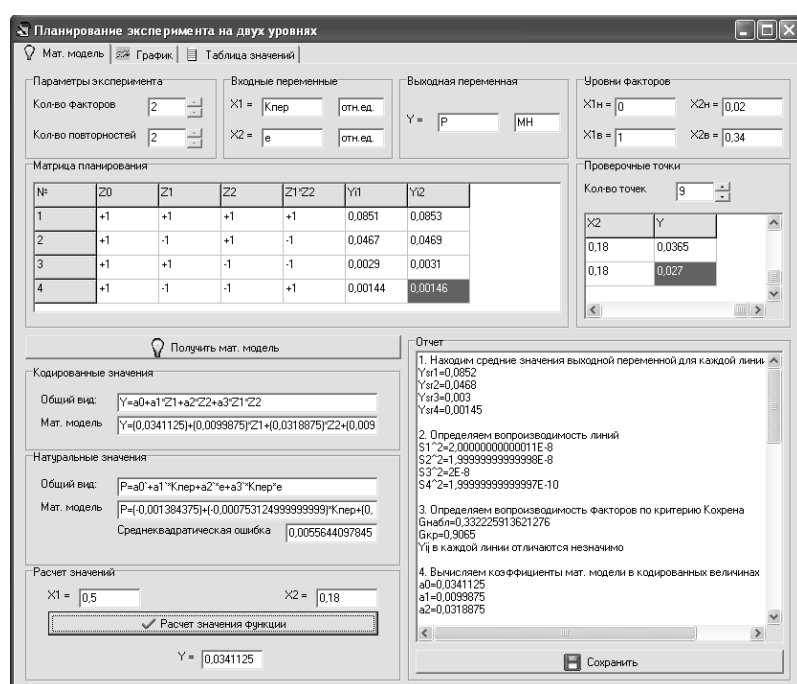 Планирование эксперимента на двух уровнях
Мат. модель График Таблица значений
Параметры эксперимента
Кол-во факторов 2
Кол-во повторностей 2
Входные переменные
X1 = Kпер отн.ед.
X2 = e отн.ед.
Выходная переменная
Y = P МН
Уровни факторов
X1н = 0 X2н = 0,02
X1в = 1 X2в = 0,34
Матрица планирования
№ Z0 Z1 Z2 Z1*Z2 Yi1 Yi2
1 +1 +1 +1 +1 0,0851 0,0853
2 +1 -1 +1 -1 0,0467 0,0469
3 +1 +1 -1 -1 0,0029 0,0031
4 +1 -1 -1 +1 0,00144 0,00146
Проверочные точки
Кол-во точек 9
X2 Y
0,18 0,0365
0,18 0,027
Получить мат. модель
Кодированные значения
Общий вид: Y=a0+a1*Z1+a2*Z2+a3*Z1*Z2
Мат. модель Y=(0,0341125)+(0,0099875)*Z1+(0,0318875)*Z2+(0,009
Натуральные значения
Общий вид: P=a0`+a1`*Kпер+a2`*e+a3`*Kпер*e
Мат. модель P=(-0,001384375)+(-0,000753124999999999)*Kпер+(0,
Среднеквадратическая ошибка 0,0055644097845
Расчет значений
X1 = 0,5 X2 = 0,18
Расчет значения функции
Y = 0,0341125
Отчет
1. Находим средние значения выходной переменной для каждой линии
Ysr1=0,0852
Ysr2=0,0468
Ysr3=0,003
Ysr4=0,00145
2. Определяем вопроизводимость линий
S1^2=2,00000000000011E-8
S2^2=1,99999999999998E-8
S3^2=2E-8
S4^2=1,99999999999997E-10
3. Определяем вопроизводимость факторов по критерию Кохрена
Gнабл=0,332225913621276
Gкр=0,9065
Yij в каждой линии отличаются незначимо
4. Вычисляем коэффициенты мат. модели в кодированных величинах
a0=0,0341125
a1=0,0099875
a2=0,0318875
Сохранить